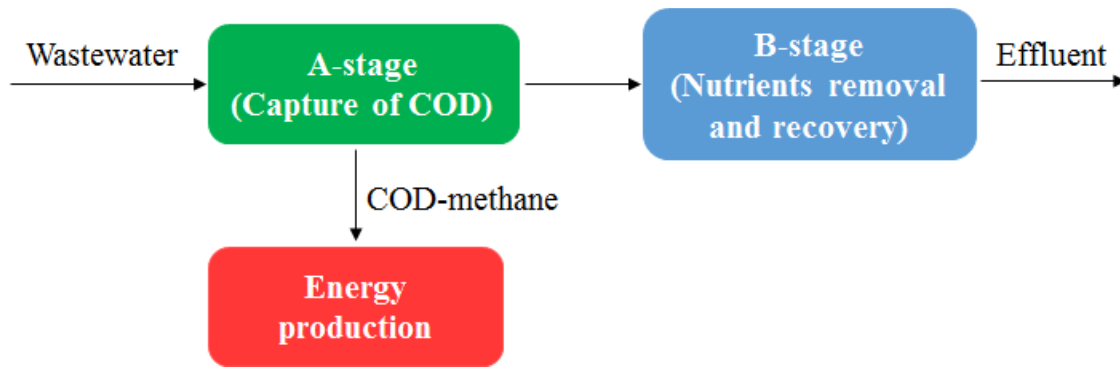 Wastewater
A-stage
(Capture of COD)
B-stage
(Nutrients removal
and recovery)
Effluent
COD-methane
Energy
production